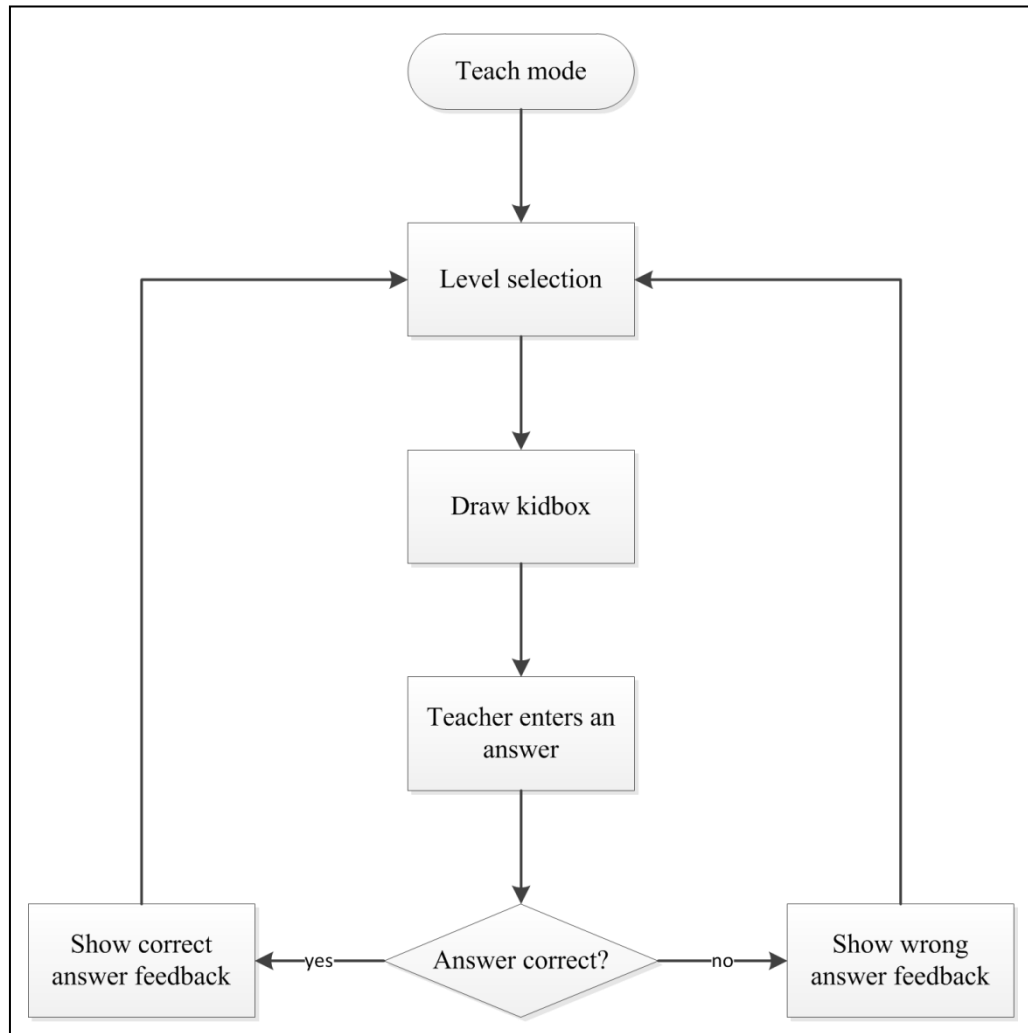 Teach mode
Level selection
Draw kidbox
Teacher enters an
answer
Show correct
answer feedback
yes
Answer correct?
no
Show wrong
answer feedback